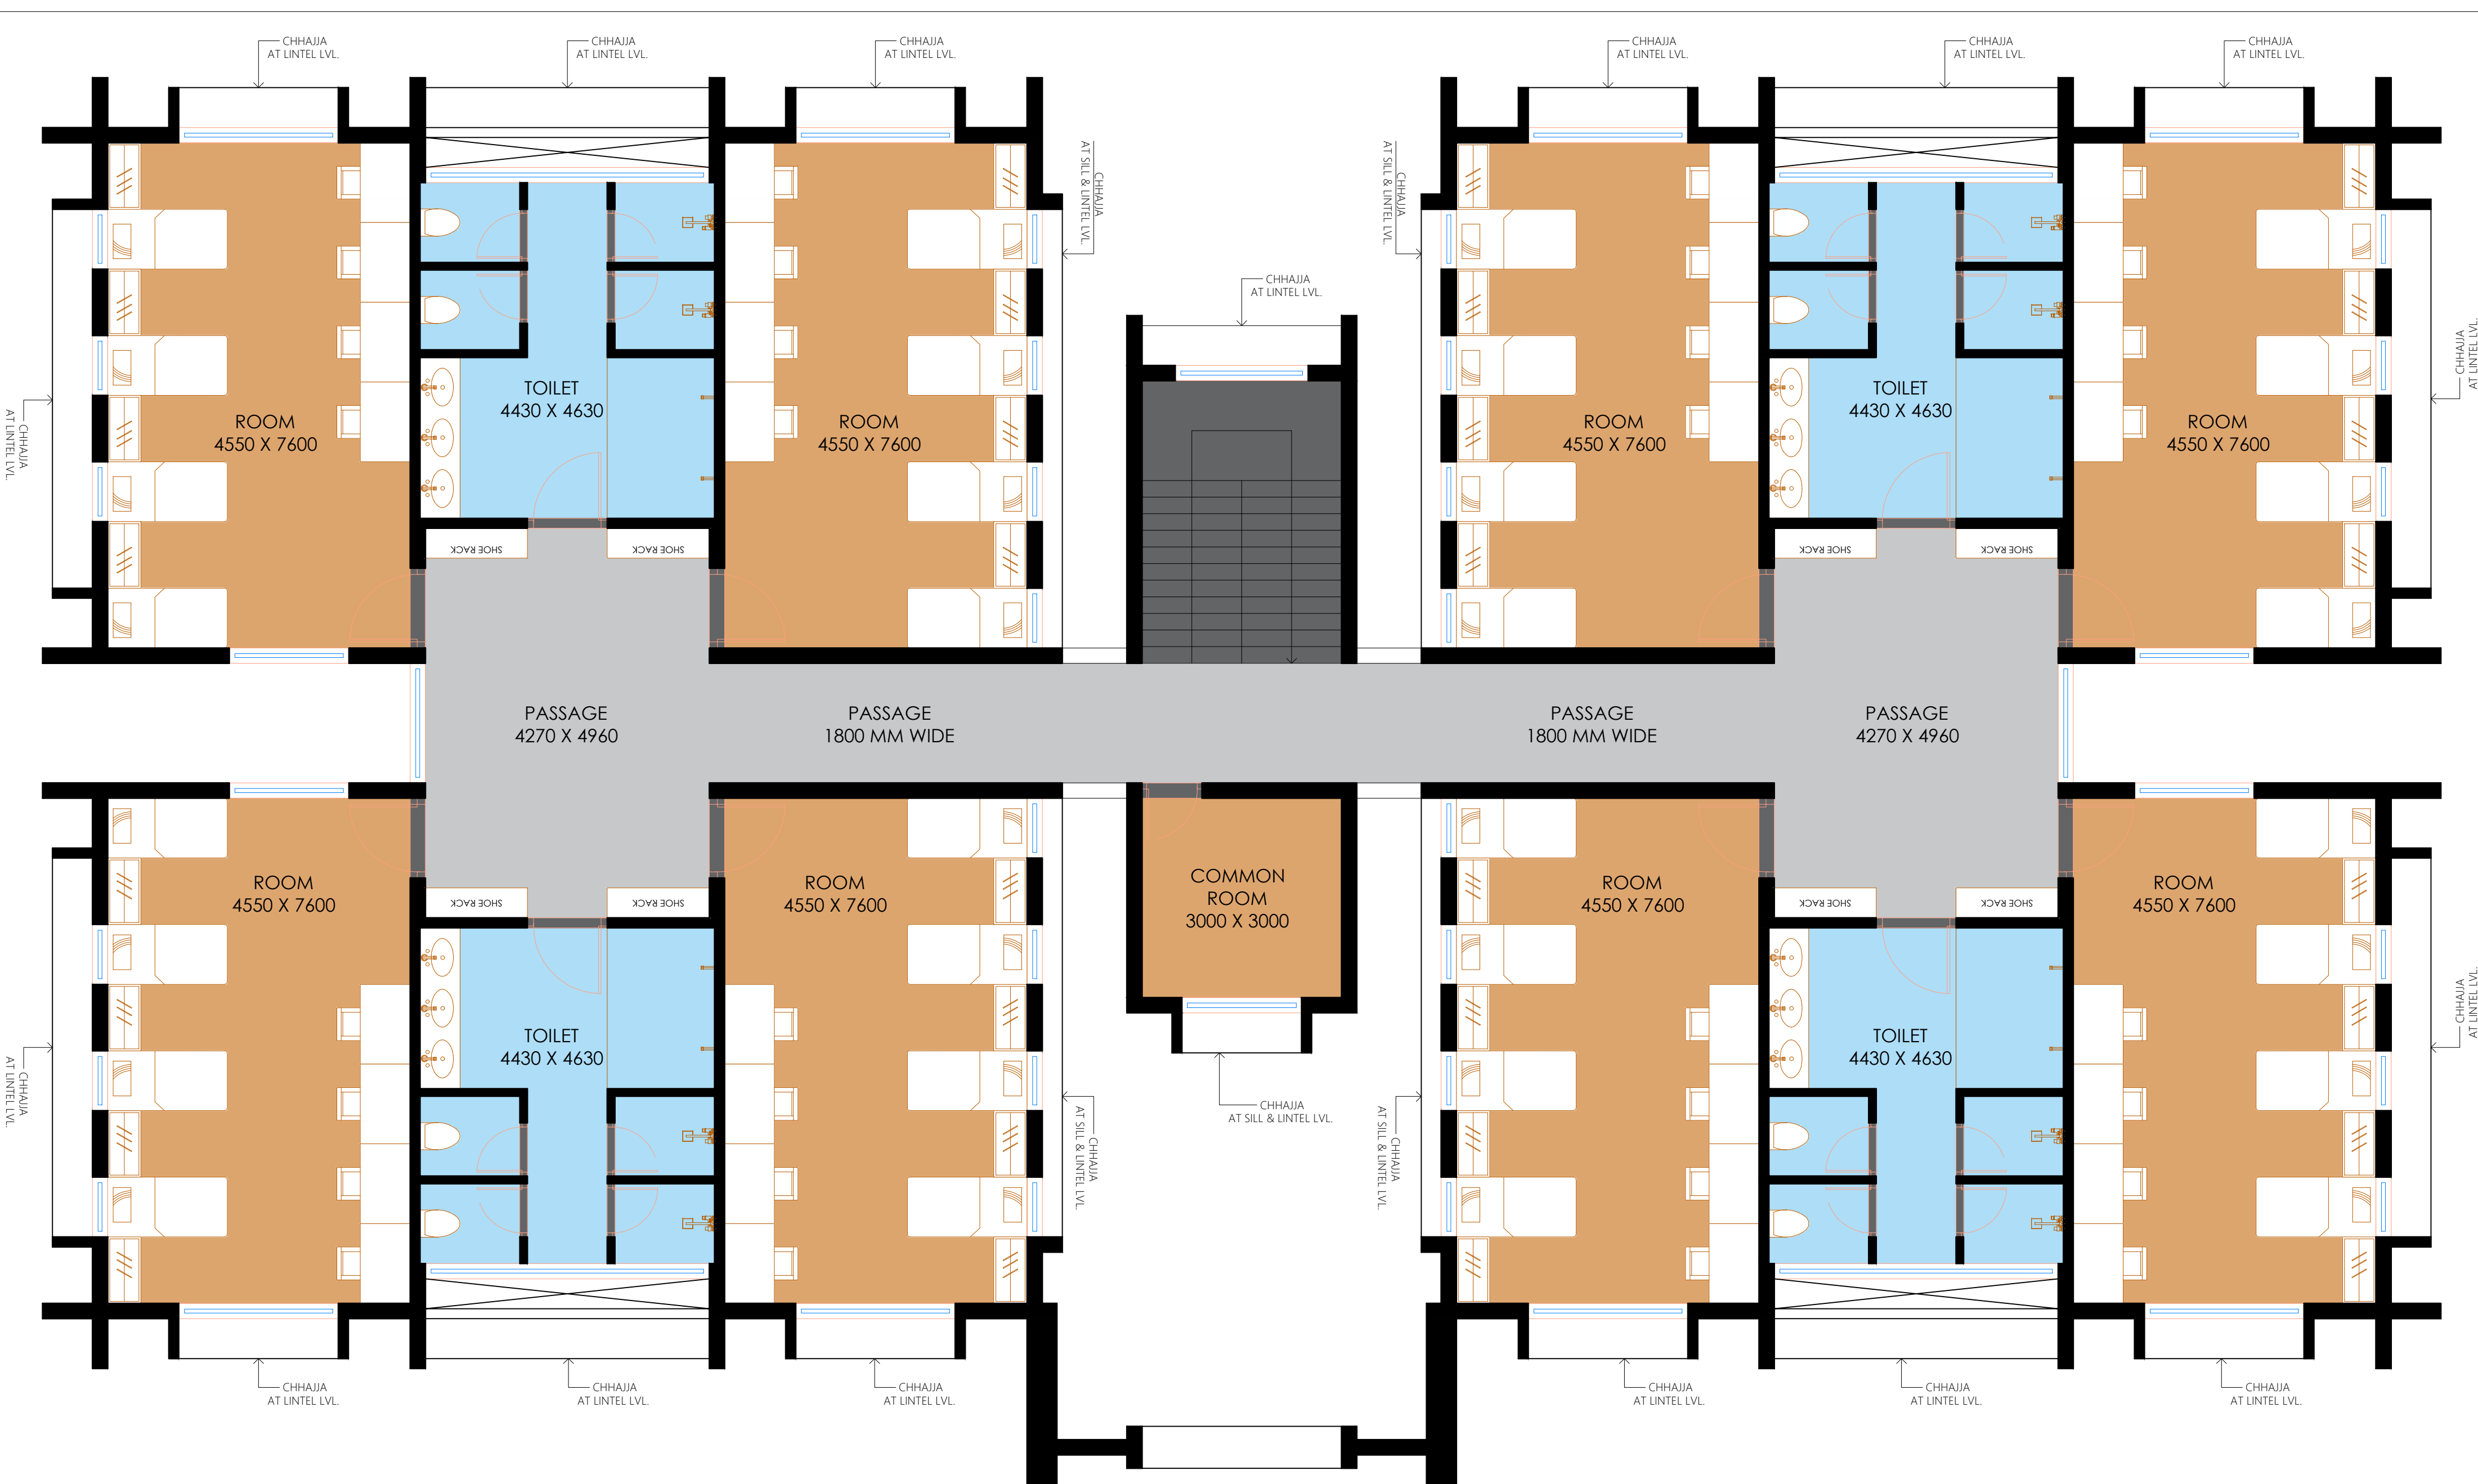 CHHAJJA
AT LINTEL LVL.
CHHAJJA
AT LINTEL LVL.
CHHAJJA
AT LINTEL LVL.
CHHAJJA
AT LINTEL LVL.
CHHAJJA
AT LINTEL LVL.
CHHAJJA
AT LINTEL LVL.
CHHAJJA
AT SILL & LINTEL LVL.
CHHAJJA
AT SILL & LINTEL LVL.
CHHAJJA
AT LINTEL LVL.
CHHAJJA
AT LINTEL LVL.
CHHAJJA
AT LINTEL LVL.
ROOM
4550 X 7600
TOILET
4430 X 4630
ROOM
4550 X 7600
ROOM
4550 X 7600
TOILET
4430 X 4630
ROOM
4550 X 7600
SHOE RACK
SHOE RACK
SHOE RACK
SHOE RACK
PASSAGE
4270 X 4960
PASSAGE
1800 MM WIDE
PASSAGE
1800 MM WIDE
PASSAGE
4270 X 4960
ROOM
4550 X 7600
SHOE RACK
SHOE RACK
ROOM
4550 X 7600
COMMON
ROOM
3000 X 3000
ROOM
4550 X 7600
SHOE RACK
SHOE RACK
ROOM
4550 X 7600
TOILET
4430 X 4630
TOILET
4430 X 4630
CHHAJJA
AT LINTEL LVL.
CHHAJJA
AT SILL & LINTEL LVL.
CHHAJJA
AT SILL & LINTEL LVL.
CHHAJJA
AT SILL & LINTEL LVL.
CHHAJJA
AT LINTEL LVL.
CHHAJJA
AT LINTEL LVL.
CHHAJJA
AT LINTEL LVL.
CHHAJJA
AT LINTEL LVL.
CHHAJJA
AT LINTEL LVL.
CHHAJJA
AT LINTEL LVL.
CHHAJJA
AT LINTEL LVL.